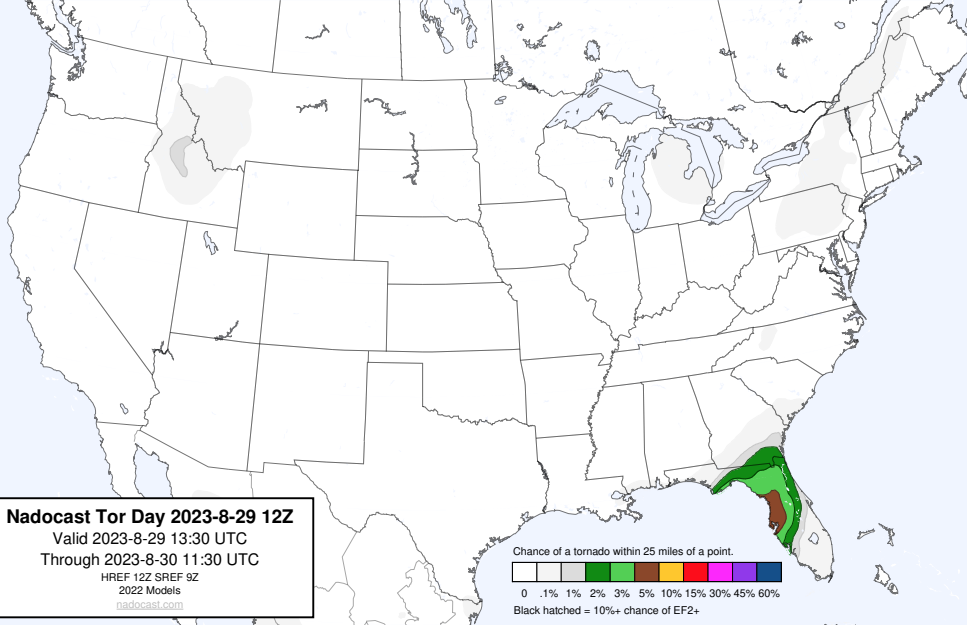 Nadocast Tor Day 2023-8-29 12Z
Valid 2023-8-29 13:30 UTC
Through 2023-8-30 11:30 UTC
HREF 12Z SREF 9Z
2022 Models
nadocast.com
Chance of a tornado within 25 miles of a point.
0 .1% 1% 2% 3% 5% 10% 15% 30% 45% 60%
Black hatched = 10%+ chance of EF2+